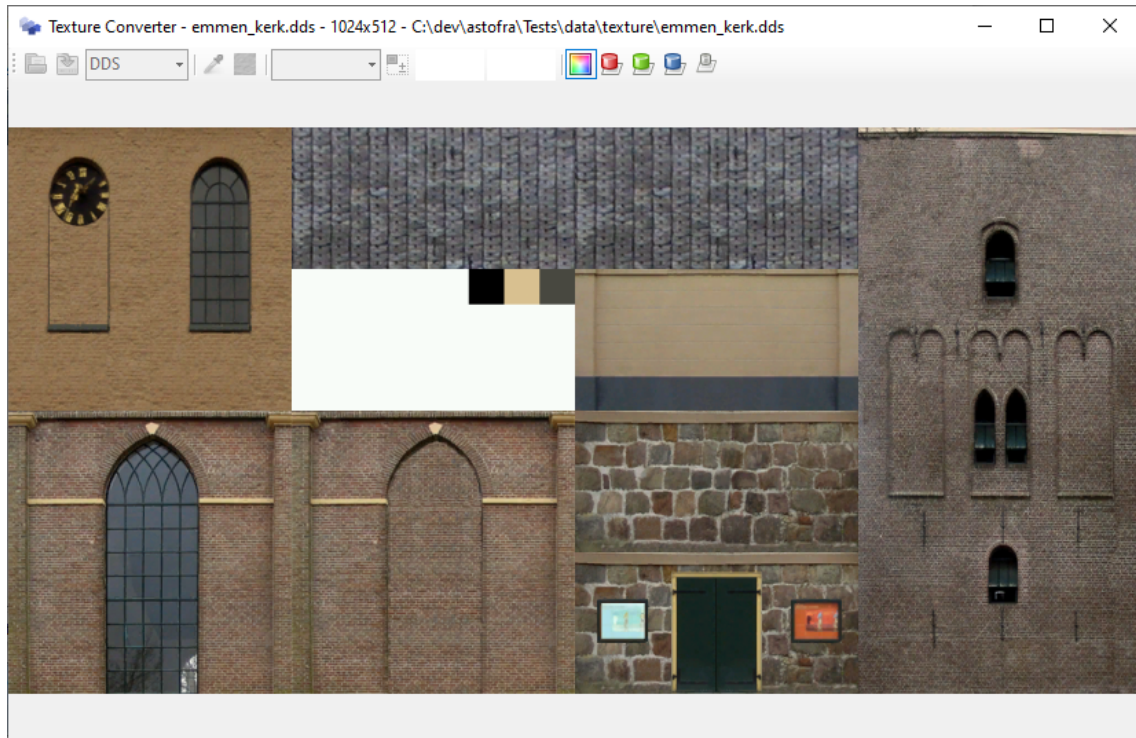 Texture Converter - emmen_kerk.dds - 1024x512 - C:\dev\astofra\Tests\data\texture\emmen_kerk.dds
DDS